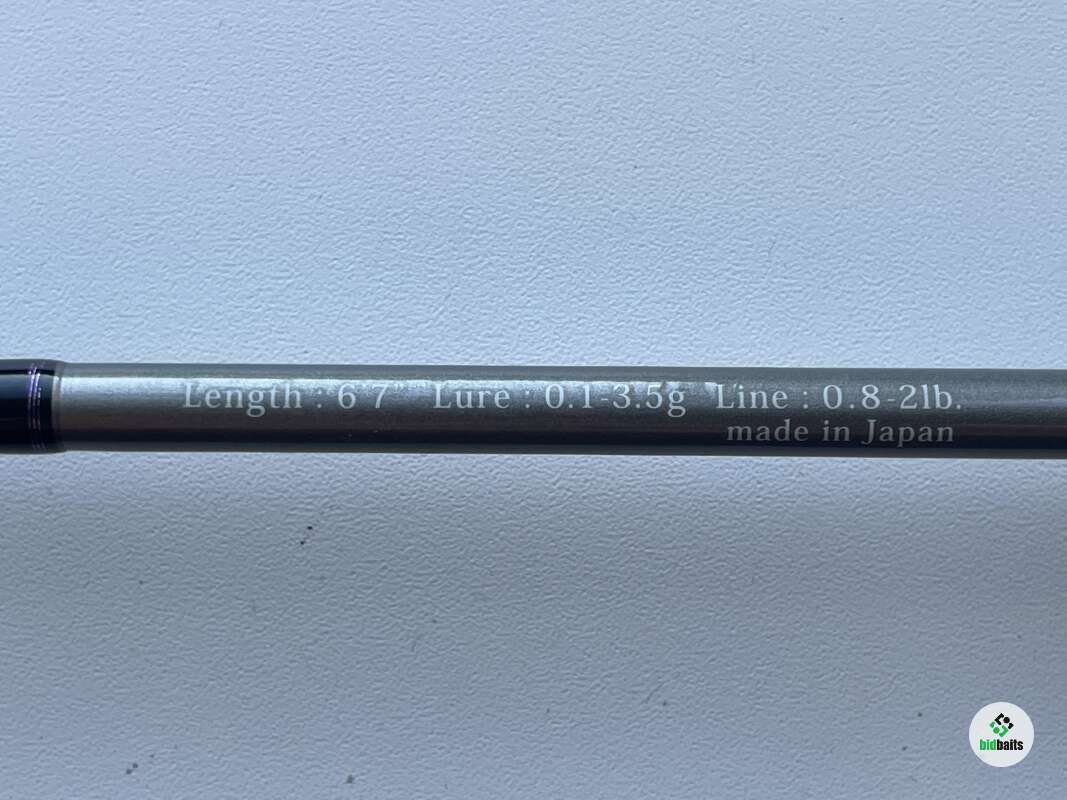 Length : 6'7" Lure : 0.1-3.5g Line : 0.8-2lb.
made in Japan
bidbaits